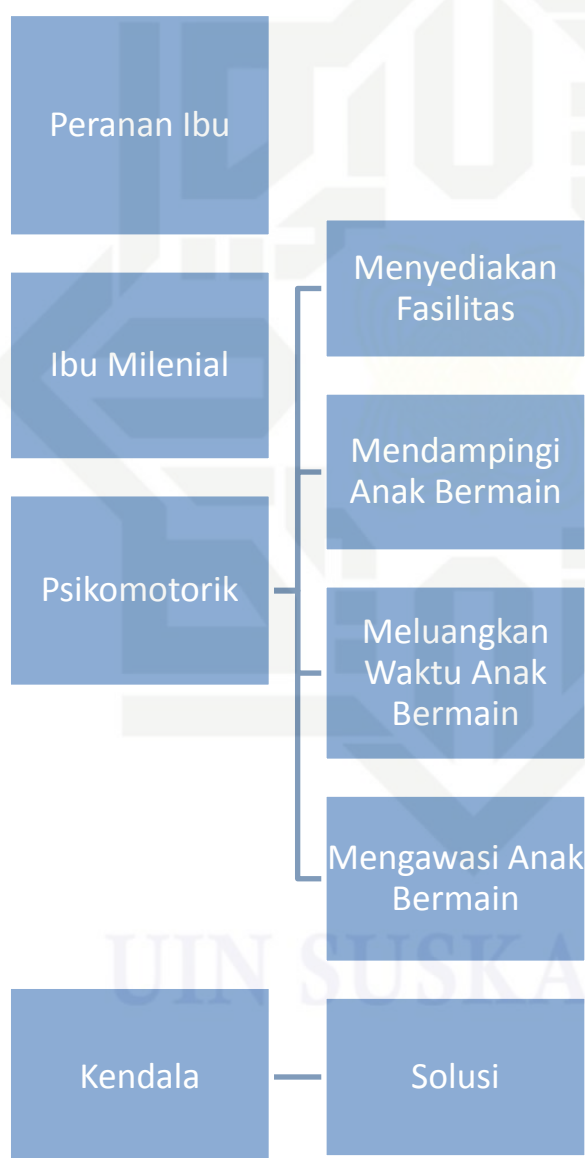 Peranan Ibu
Ibu Milenial
Psikomotorik
Menyediakan
Fasilitas
Mendampingi
Anak Bermain
Meluangkan
Waktu Anak
Bermain
Mengawasi Anak
Bermain
Kendala
Solusi
UIN SUSKA